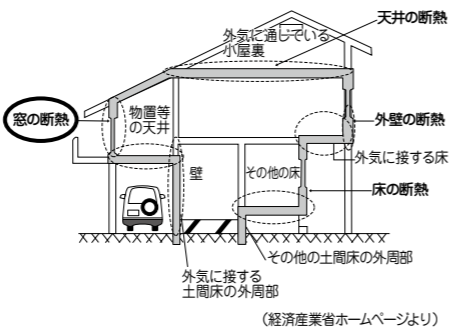 天井の断熱
外気に通じている
小屋裏
窓の断熱
物置等
の天井
外壁の断熱
外気に接する床
壁
その他の床
床の断熱
その他の土間床の外周部
外気に接する
土間床の外周部
(経済産業省ホームページより)